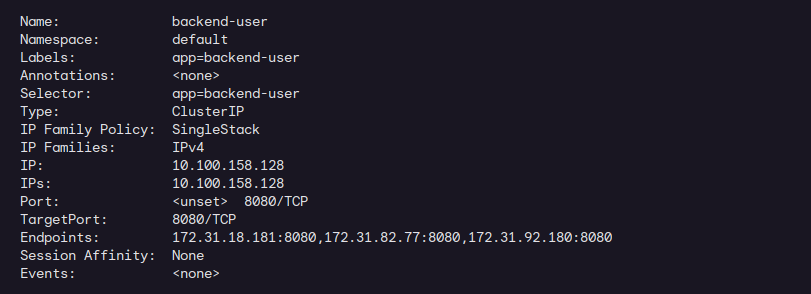 Name:              backend-user
Namespace:         default
Labels:            app=backend-user
Annotations:       <none>
Selector:          app=backend-user
Type:              ClusterIP
IP Family Policy:  SingleStack
IP Families:       IPv4
IP:                10.100.158.128
IPs:               10.100.158.128
Port:              <unset>  8080/TCP
TargetPort:        8080/TCP
Endpoints:         172.31.18.181:8080,172.31.82.77:8080,172.31.92.180:8080
Session Affinity:  None
Events:            <none>